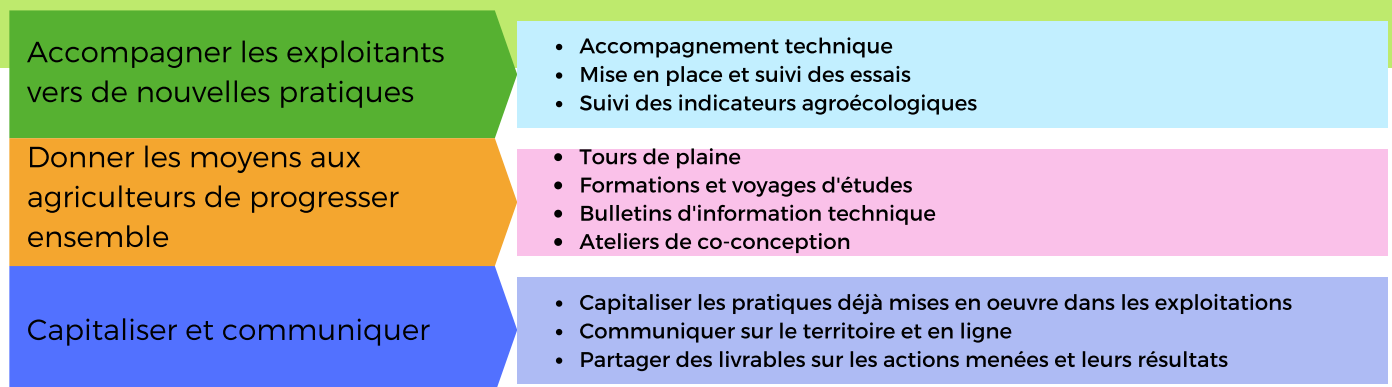 Accompagner les exploitants
vers de nouvelles pratiques
• Accompagnement technique
• Mise en place et suivi des essais
• Suivi des indicateurs agroécologiques
Donner les moyens aux
agriculteurs de progresser
ensemble
• Tours de plaine
• Formations et voyages d'études
• Bulletins d'information technique
• Ateliers de co-conception
Capitaliser et communiquer
• Capitaliser les pratiques déjà mises en oeuvre dans les exploitations
• Communiquer sur le territoire et en ligne
• Partager des livrables sur les actions menées et leurs résultats